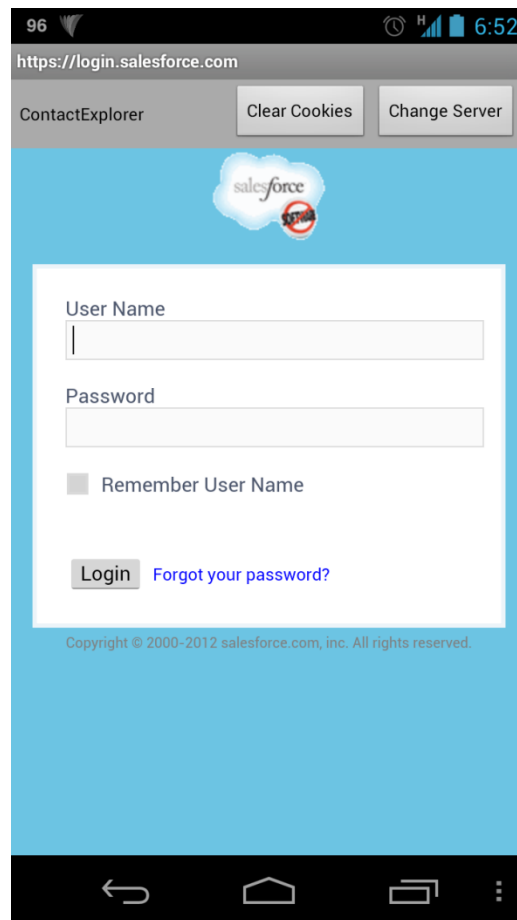 96 H 6:52
https://login.salesforce.com
ContactExplorer Clear Cookies Change Server
salesforce
SOFTWARE
User Name
Password
Remember User Name
Login Forgot your password?
Copyright © 2000-2012 salesforce.com, inc. All rights reserved.